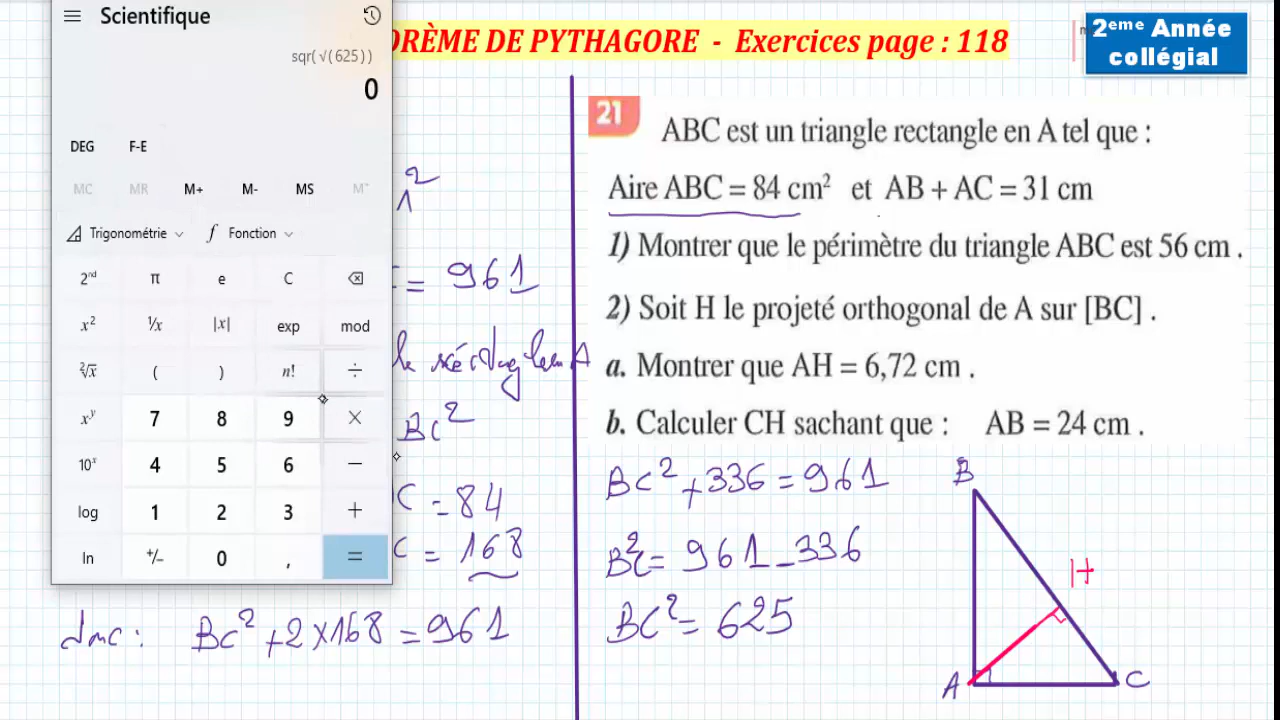 Scientifique
sqr(√(625))
0
DEG F-E
MC MR M+ M- MS M˅
Trigonométrie Fonction
2ⁿᵈ π e C
x² ¹/x |x| exp mod
²√x ( ) n! ÷
xʸ 7 8 9 ×
10ˣ 4 5 6 −
log 1 2 3 +
ln +/− 0 , =
ORÈME DE PYTHAGORE - Exercices page : 118
2eme Année
collégial
21
ABC est un triangle rectangle en A tel que :
Aire ABC = 84 cm² et AB + AC = 31 cm
1) Montrer que le périmètre du triangle ABC est 56 cm .
2) Soit H le projeté orthogonal de A sur [BC] .
a. Montrer que AH = 6,72 cm .
b. Calculer CH sachant que : AB = 24 cm .
= 961
BC²
C = 84
C = 168
donc : BC² + 2 × 168 = 961
BC² + 336 = 961
BC² = 961 - 336
BC² = 625
B
H
A
C